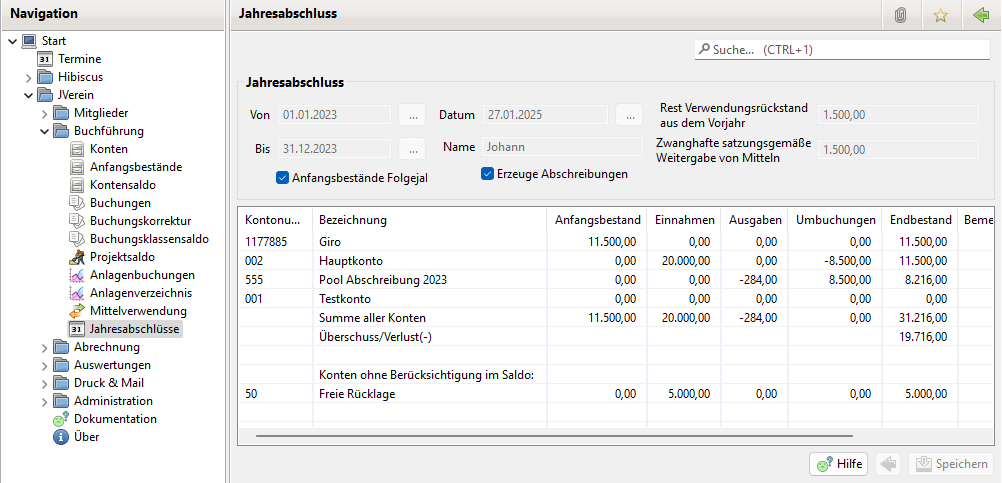 Navigation
Start
31 Termine
Hibiscus
JVerein
Mitglieder
Buchführung
Konten
Anfangsbestände
Kontensaldo
Buchungen
Buchungskorrektur
Buchungsklassensaldo
Projektsaldo
Anlagenbuchungen
Anlagenverzeichnis
Mittelverwendung
31 Jahresabschlüsse
Abrechnung
Auswertungen
Druck & Mail
Administration
Dokumentation
Über
Jahresabschluss
Suche... (CTRL+1)
Jahresabschluss
Von 01.01.2023 ... Datum 27.01.2025 ... Rest Verwendungsrückstand aus dem Vorjahr 1.500,00
Bis 31.12.2023 ... Name Johann Zwanghafte satzungsgemäße Weitergabe von Mitteln 1.500,00
Anfangsbestände Folgejal Erzeuge Abschreibungen
Kontonu... Bezeichnung Anfangsbestand Einnahmen Ausgaben Umbuchungen Endbestand Beme
1177885 Giro 11.500,00 0,00 0,00 0,00 11.500,00
002 Hauptkonto 0,00 20.000,00 0,00 -8.500,00 11.500,00
555 Pool Abschreibung 2023 0,00 0,00 -284,00 8.500,00 8.216,00
001 Testkonto 0,00 0,00 0,00 0,00 0,00
Summe aller Konten 11.500,00 20.000,00 -284,00 0,00 31.216,00
Überschuss/Verlust(-) 19.716,00
Konten ohne Berücksichtigung im Saldo:
50 Freie Rücklage 0,00 5.000,00 0,00 0,00 5.000,00
Hilfe Speichern